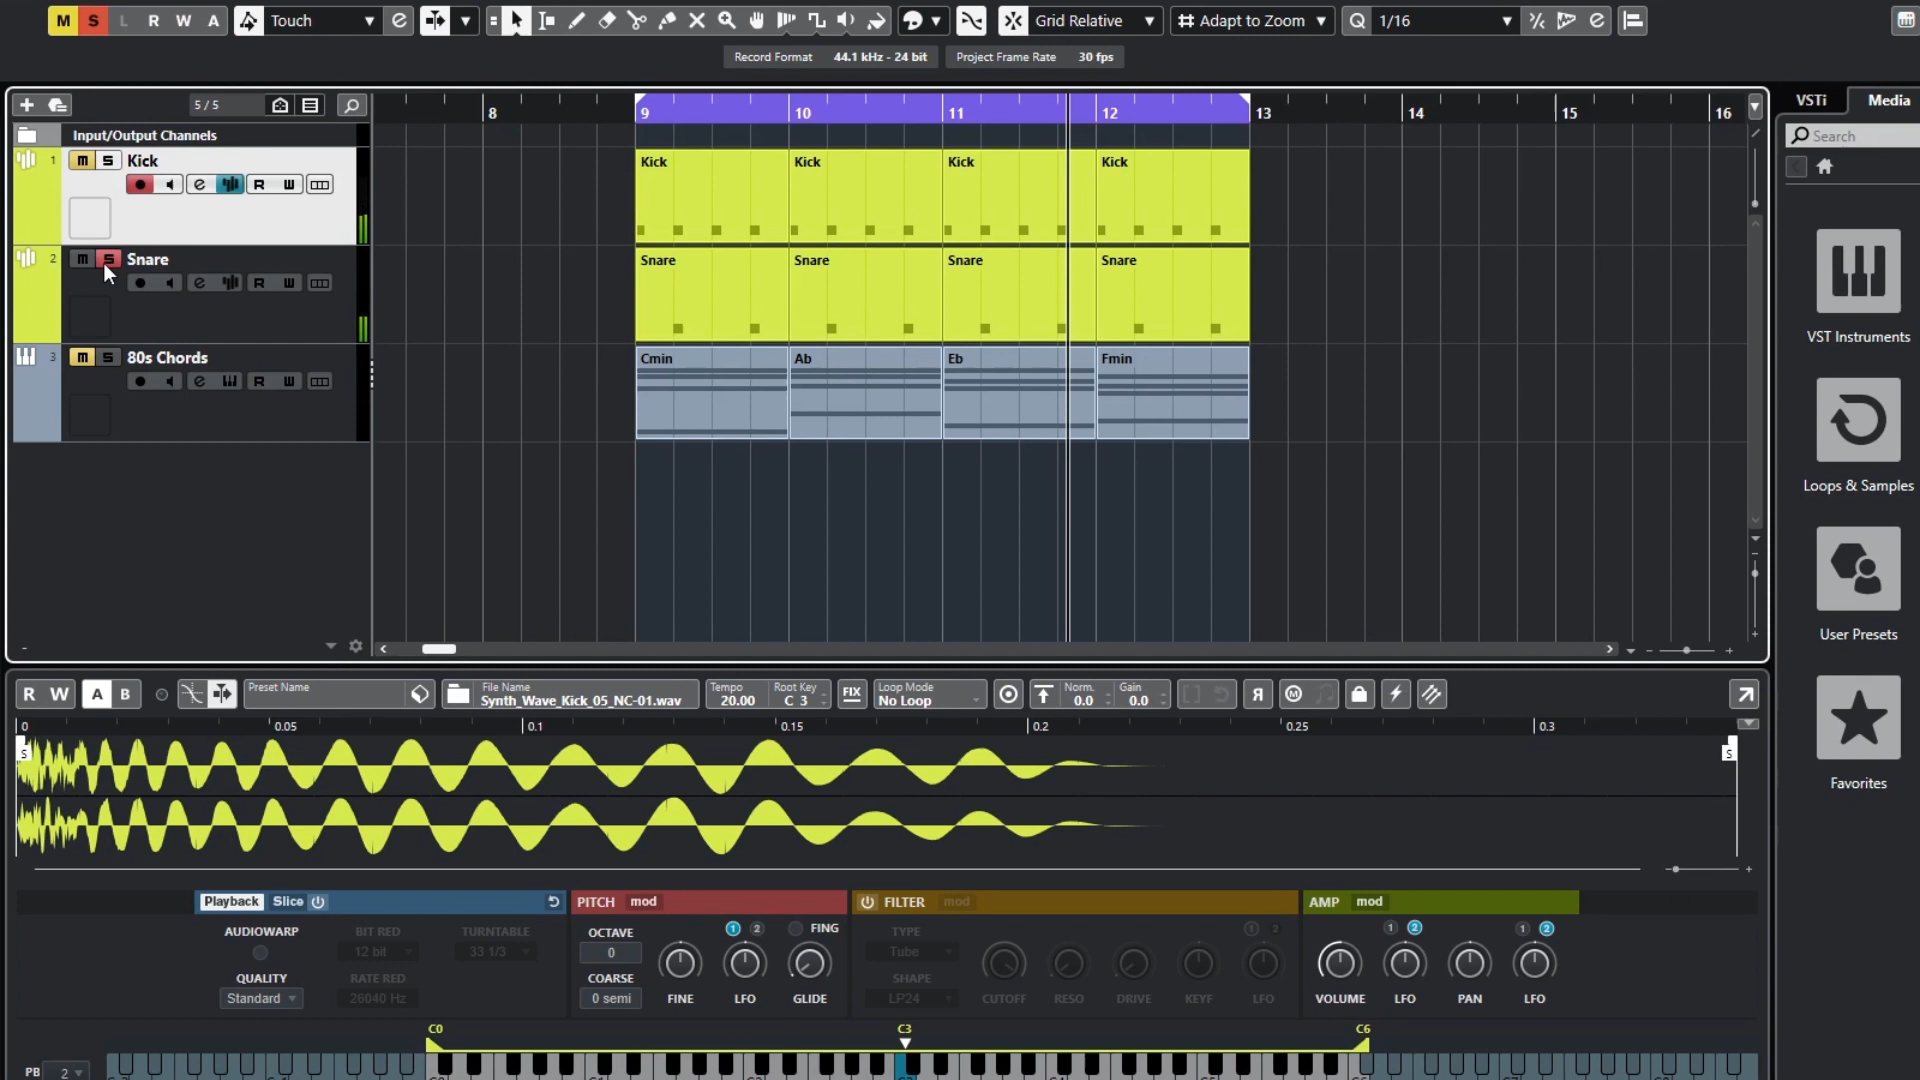 M S L R W A Touch Grid Relative Adapt to Zoom Q 1/16
Record Format 44.1 kHz - 24 bit Project Frame Rate 30 fps
5 / 5
8 9 10 11 12 13 14 15 16
VSTi Media
Search
Input/Output Channels
1 m S Kick
e R W
2 m S Snare
e R W
3 m S 80s Chords
e R W
Kick Kick Kick Kick
Snare Snare Snare Snare
Cmin Ab Eb Fmin
VST Instruments
Loops & Samples
User Presets
Favorites
R W A B Preset Name File Name Tempo Root Key FIX Loop Mode Norm. Gain
Synth_Wave_Kick_05_NC-01.wav 20.00 C 3 No Loop 0.0 0.0
0 0.05 0.1 0.15 0.2 0.25 0.3
S S
Playback Slice PITCH mod FILTER mod AMP mod
AUDIOWARP BIT RED TURNTABLE OCTAVE 1 2 FING TYPE 1 2 1 2 1 2
12 bit 33 1/3 0 Tube
QUALITY RATE RED COARSE SHAPE
Standard 26040 Hz 0 semi FINE LFO GLIDE LP24 CUTOFF RESO DRIVE KEYF LFO VOLUME LFO PAN LFO
C0 C3 C6
PB 2